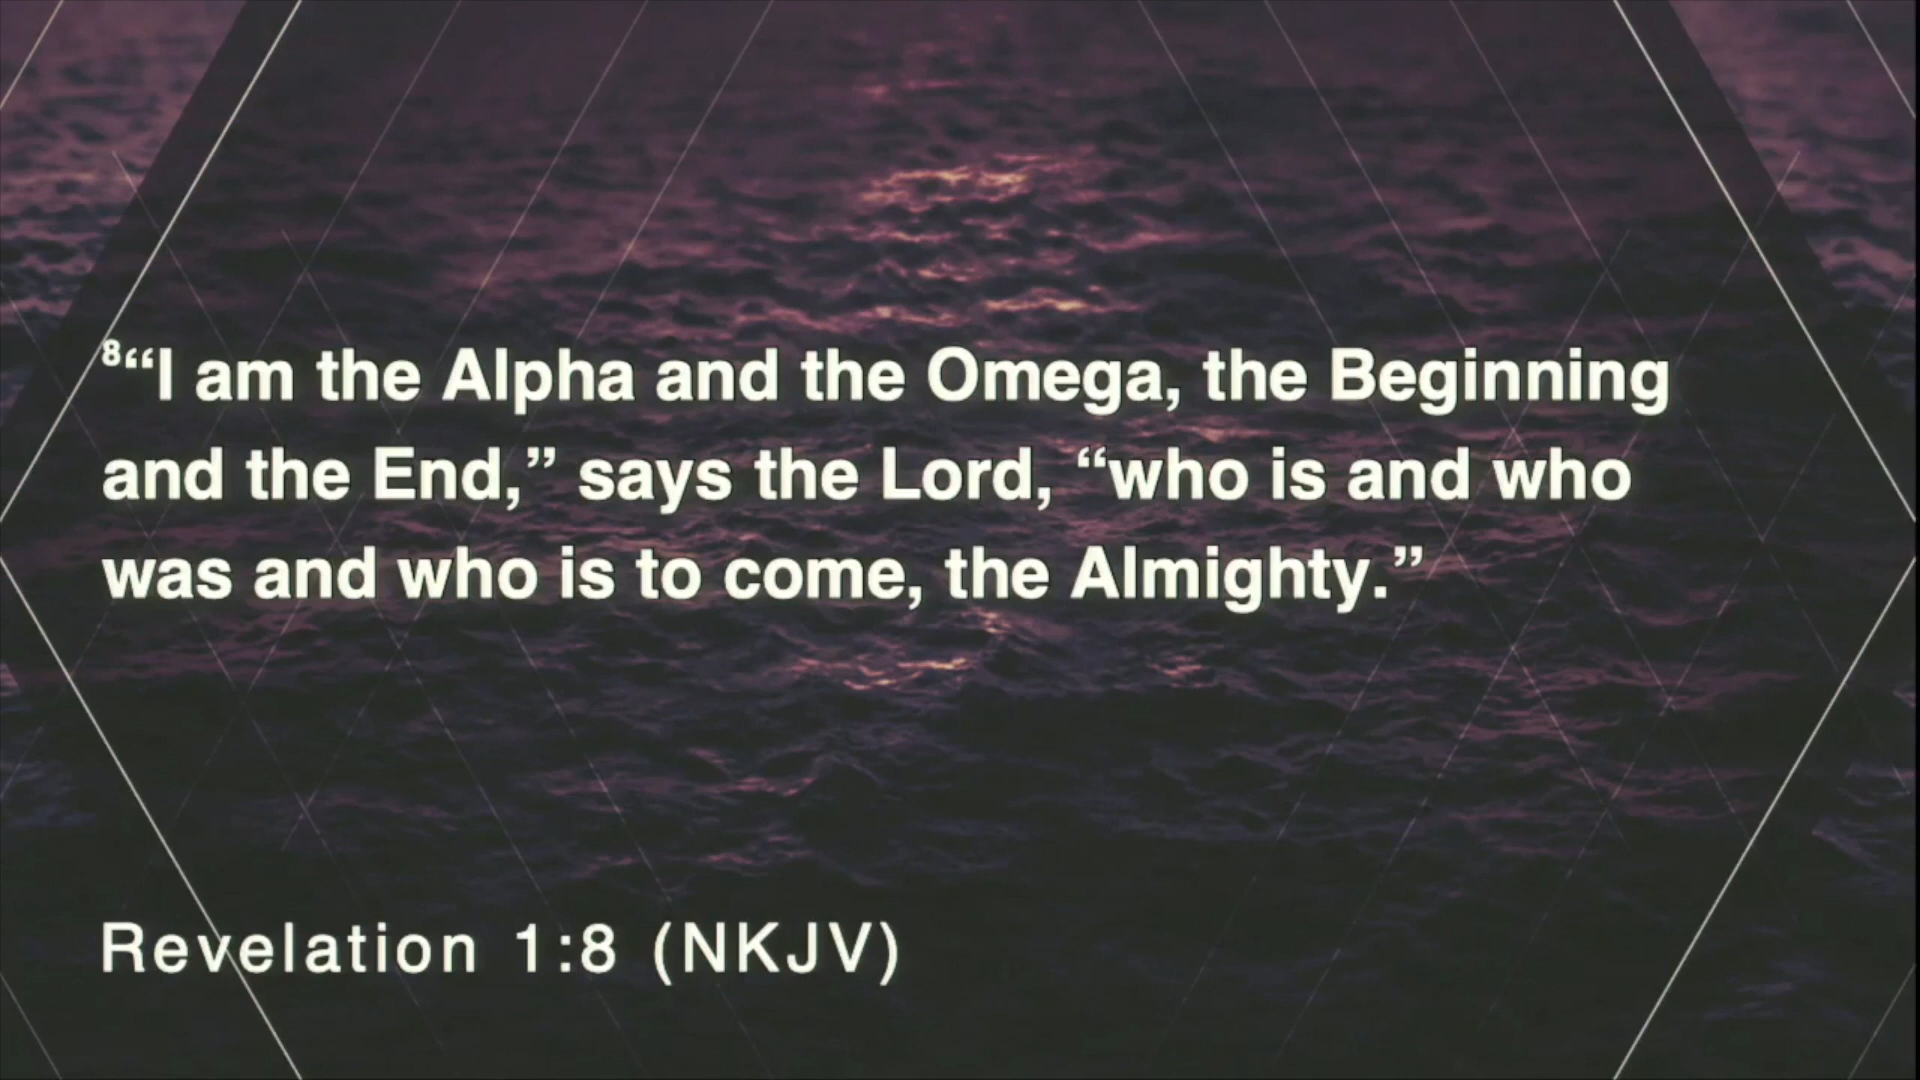 ⁸“I am the Alpha and the Omega, the Beginning
and the End,” says the Lord, “who is and who
was and who is to come, the Almighty.”
Revelation 1:8 (NKJV)